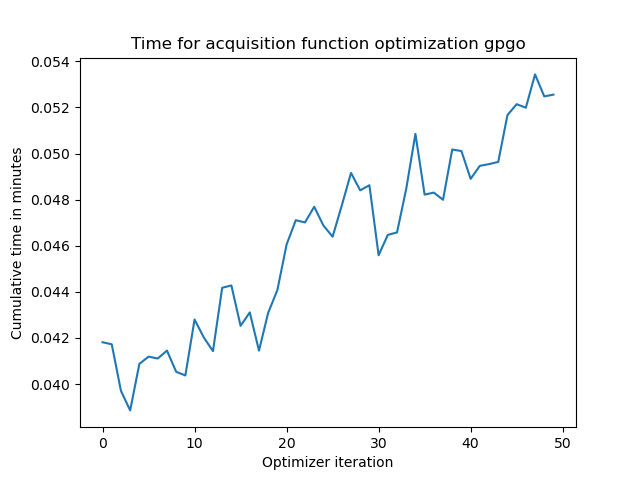 Time for acquisition function optimization gpgo
0.054
0.052
0.050
0.048
0.046
0.044
0.042
0.040
Cumulative time in minutes
0 10 20 30 40 50
Optimizer iteration